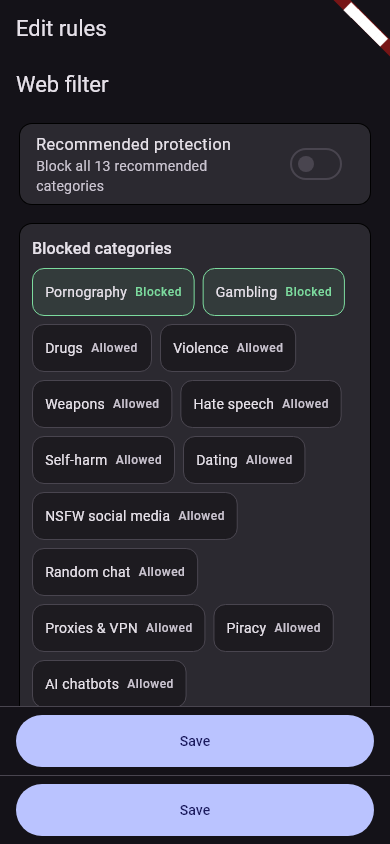 Edit rules
Web filter
Recommended protection
Block all 13 recommended
categories
Blocked categories
Pornography Blocked Gambling Blocked
Drugs Allowed Violence Allowed
Weapons Allowed Hate speech Allowed
Self-harm Allowed Dating Allowed
NSFW social media Allowed
Random chat Allowed
Proxies & VPN Allowed Piracy Allowed
AI chatbots Allowed
Save
Save